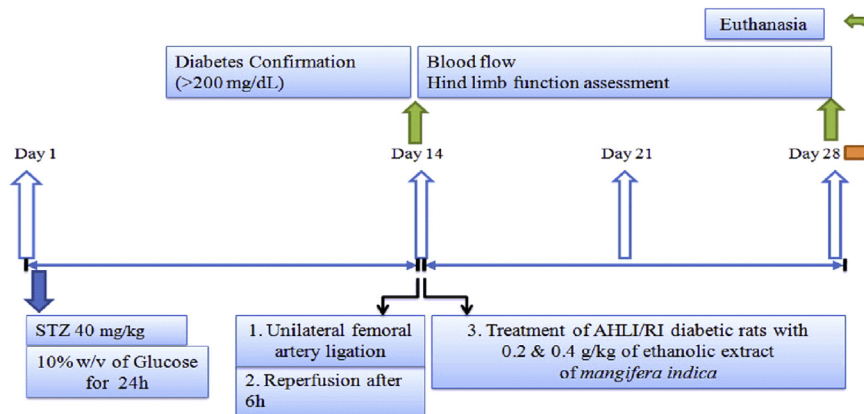 Euthanasia
Diabetes Confirmation
(>200 mg/dL)
Blood flow
Hind limb function assessment
Day 1
Day 14
Day 21
Day 28
STZ 40 mg/kg
10% w/v of Glucose
for 24h
1. Unilateral femoral
artery ligation
2. Reperfusion after
6h
3. Treatment of AHLI/RI diabetic rats with
0.2 & 0.4 g/kg of ethanolic extract
of mangifera indica